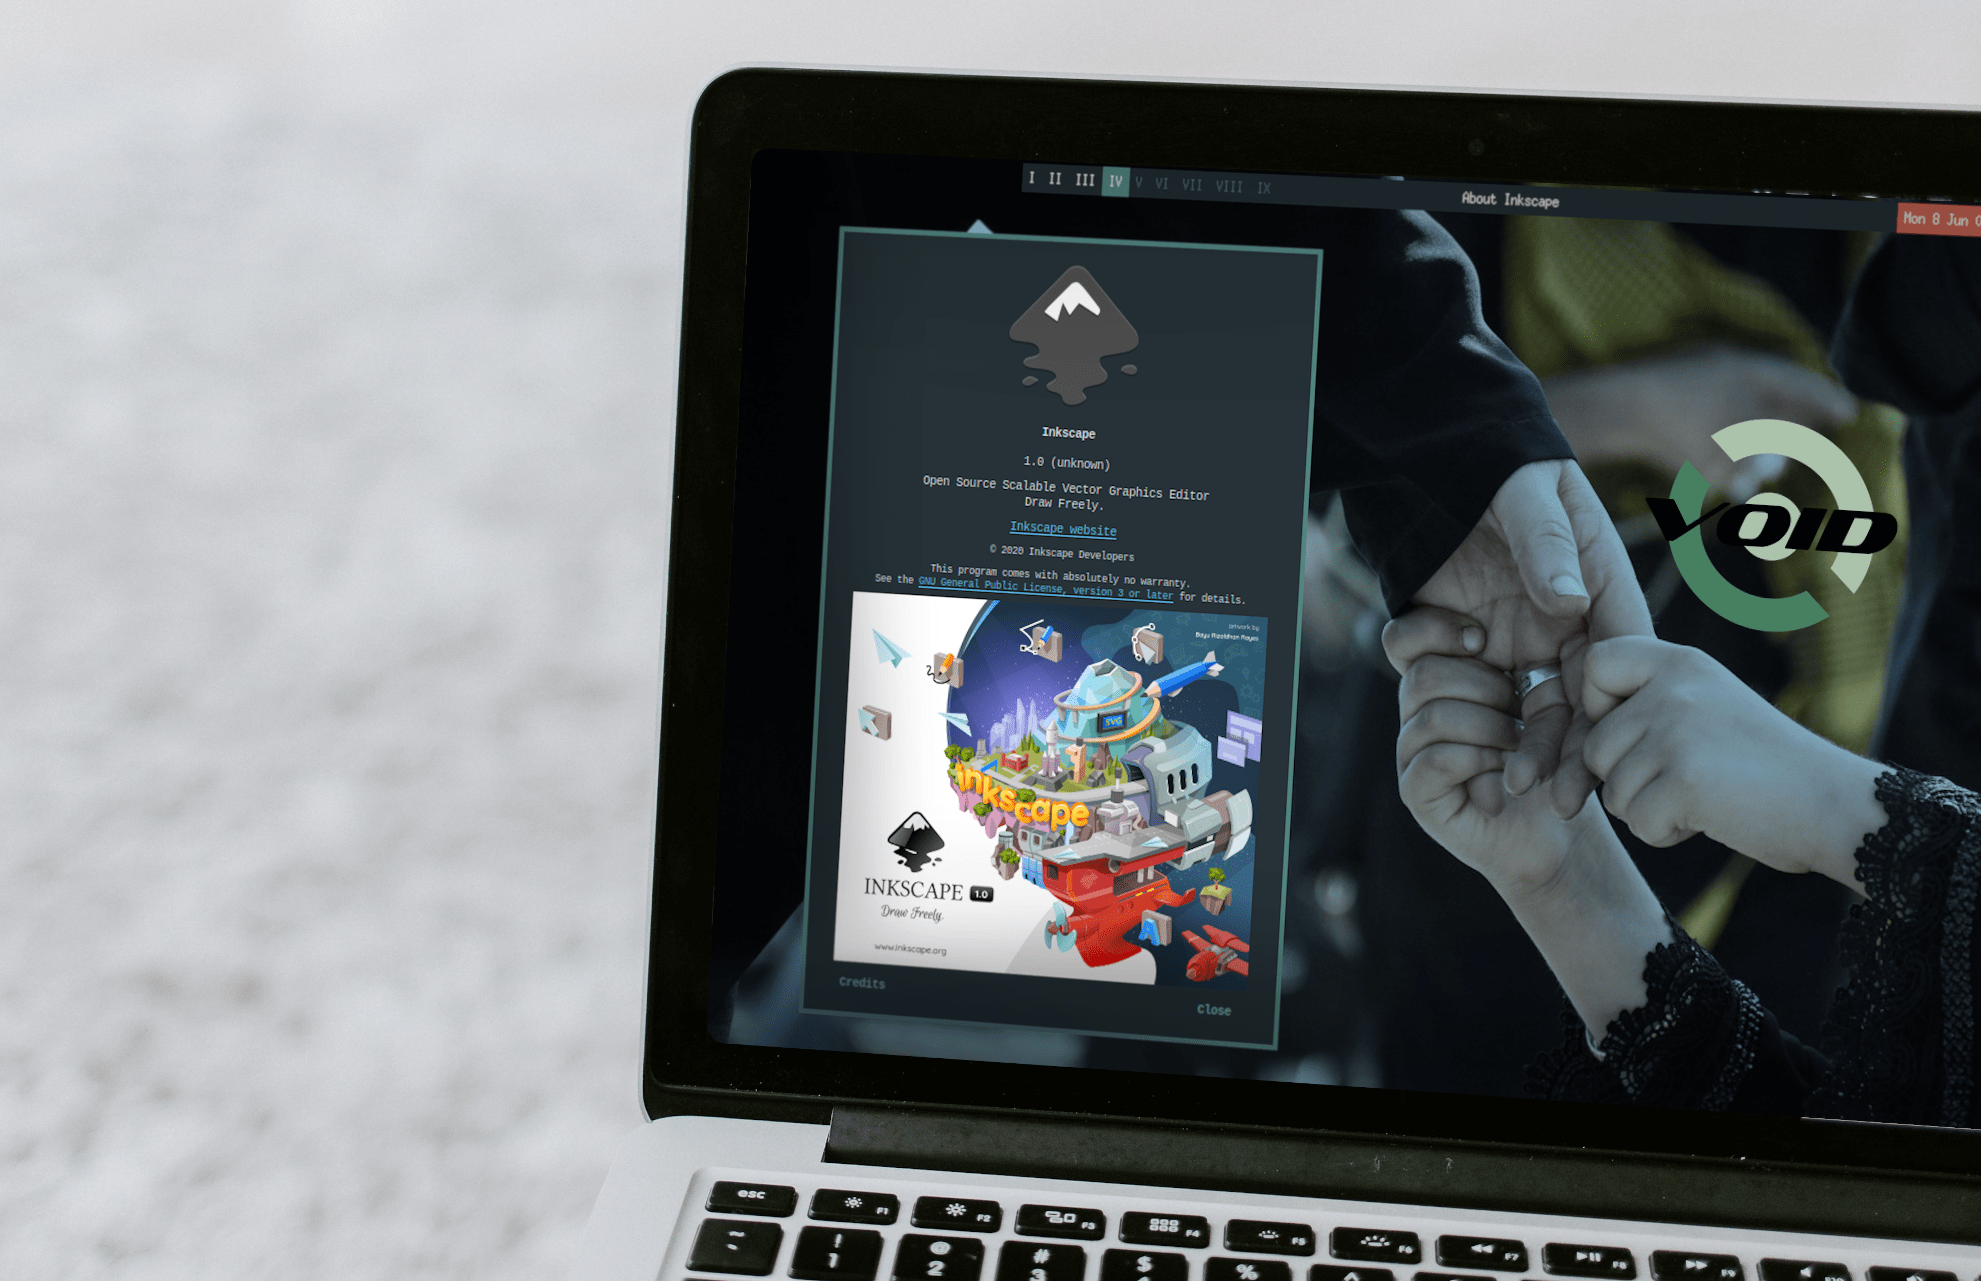 I II III IV V VI VII VIII IX
About Inkscape
Mon 8 Jun
Inkscape
1.0 (unknown)
Open Source Scalable Vector Graphics Editor
Draw Freely.
Inkscape website
© 2020 Inkscape Developers
This program comes with absolutely no warranty.
See the GNU General Public License, version 3 or later for details.
artwork by
Bayu Rizaldhan Rayes
SVG
inkscape
INKSCAPE 1.0
Draw Freely.
www.inkscape.org
A
Credits
Close
VOID
esc F1 F2 F3 F4 F5 F6 F7 F8 F9
~ ! @ # $ % ^
1 2 3 4